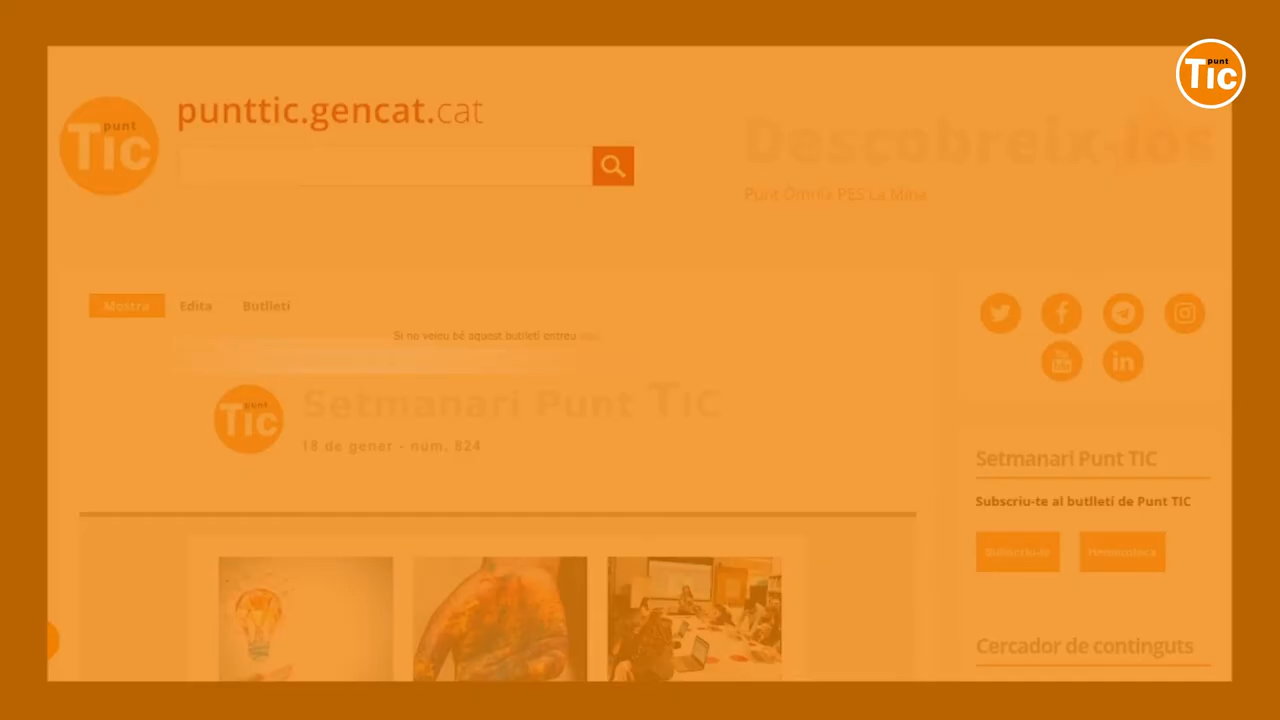 punt
TIC
punttic.gencat.cat
punt
TIC
Descobreix-los
Punt Òmnia PES La Mina
Mostra Edita Butlletí
Si no veieu bé aquest butlletí entreu
punt
TIC
Setmanari Punt TIC
18 de gener - núm. 824
Setmanari Punt TIC
Subscriu-te al butlletí de Punt TIC
Subscriu-te Hemeroteca
Cercador de continguts